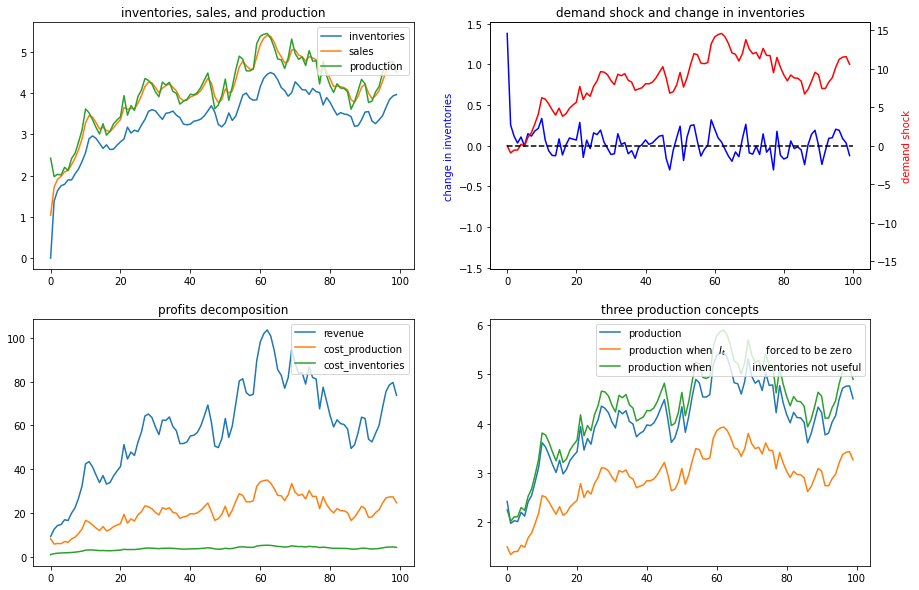 inventories, sales, and production
inventories
sales
production
5
4
3
2
1
0
0 20 40 60 80 100
demand shock and change in inventories
change in inventories
1.5
1.0
0.5
0.0
−0.5
−1.0
−1.5
15
10
5
0
−5
−10
−15
demand shock
0 20 40 60 80 100
profits decomposition
revenue
cost_production
cost_inventories
100
80
60
40
20
0
0 20 40 60 80 100
three production concepts
production
production when I_t forced to be zero
production when inventories not useful
6
5
4
3
2
0 20 40 60 80 100